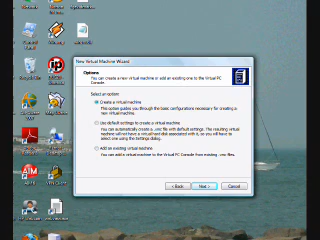 New Virtual Machine Wizard
Options
You can create a new virtual machine or add an existing one to the Virtual PC
Console.
Select an option:
Create a virtual machine
This option guides you through the basic configurations necessary for creating a
new virtual machine.
Use default settings to create a virtual machine
You can automatically create a .vmc file with default settings. The resulting virtual
machine will not have a virtual hard disk associated with it, so you will have to
select one using the Settings dialog.
Add an existing virtual machine
You can add a virtual machine to the Virtual PC Console from existing .vmc files.
< Back
Next >
Cancel